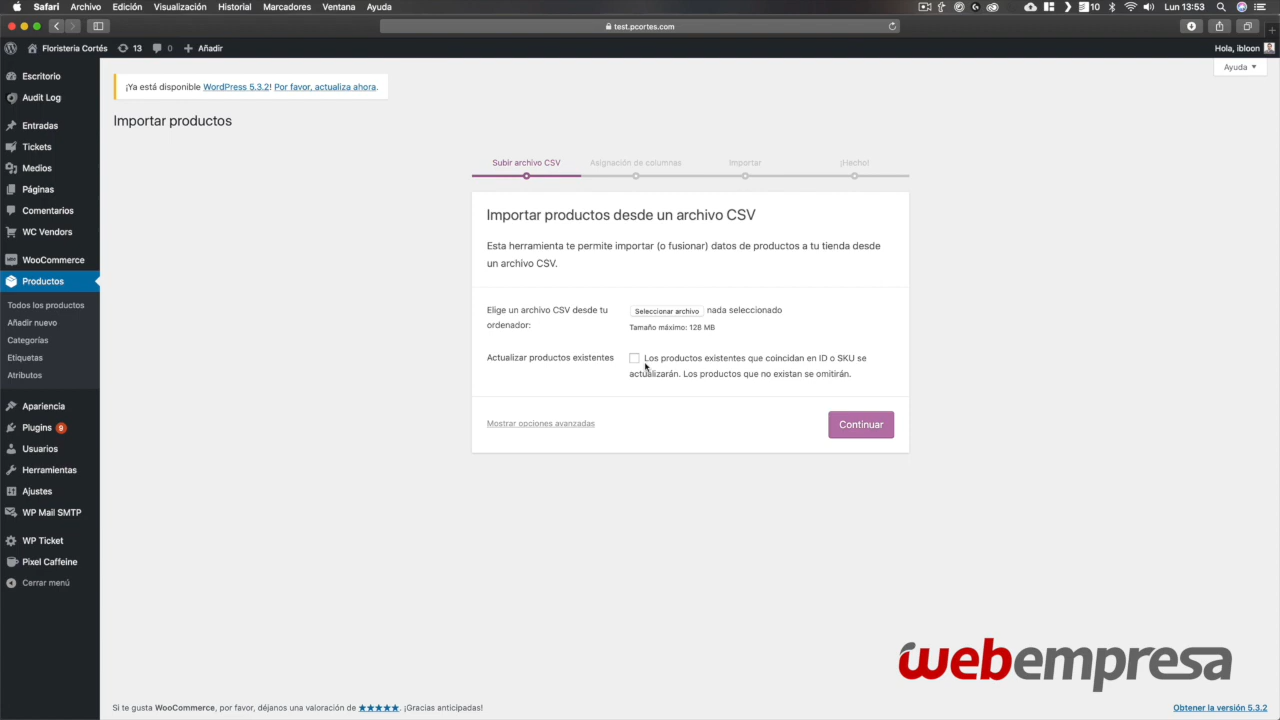 Safari Archivo Edición Visualización Historial Marcadores Ventana Ayuda
Lun 13:53
test.pcortes.com
Floristeria Cortés 13 0 Añadir
Hola, ibloon
Ayuda
Escritorio
Audit Log
Entradas
Tickets
Medios
Páginas
Comentarios
WC Vendors
WooCommerce
Productos
Todos los productos
Añadir nuevo
Categorías
Etiquetas
Atributos
Apariencia
Plugins 9
Usuarios
Herramientas
Ajustes
WP Mail SMTP
WP Ticket
Pixel Caffeine
Cerrar menú
¡Ya está disponible WordPress 5.3.2! Por favor, actualiza ahora.
Importar productos
Subir archivo CSV Asignación de columnas Importar ¡Hecho!
Importar productos desde un archivo CSV
Esta herramienta te permite importar (o fusionar) datos de productos a tu tienda desde
un archivo CSV.
Elige un archivo CSV desde tu
ordenador:
Seleccionar archivo nada seleccionado
Tamaño máximo: 128 MB
Actualizar productos existentes
Los productos existentes que coincidan en ID o SKU se
actualizarán. Los productos que no existan se omitirán.
Mostrar opciones avanzadas
Continuar
webempresa
Si te gusta WooCommerce, por favor, déjanos una valoración de ★★★★★. ¡Gracias anticipadas!
Obtener la versión 5.3.2